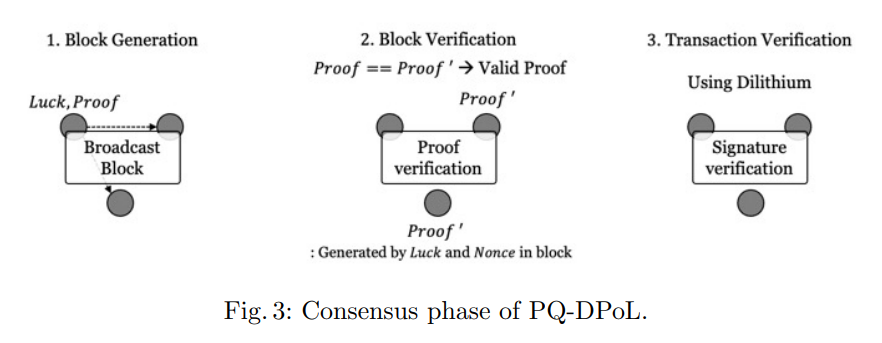 1. Block Generation
Luck, Proof
Broadcast
Block
2. Block Verification
Proof == Proof ′ → Valid Proof
Proof ′
Proof
verification
Proof ′
: Generated by Luck and Nonce in block
3. Transaction Verification
Using Dilithium
Signature
verification
Fig. 3: Consensus phase of PQ-DPoL.